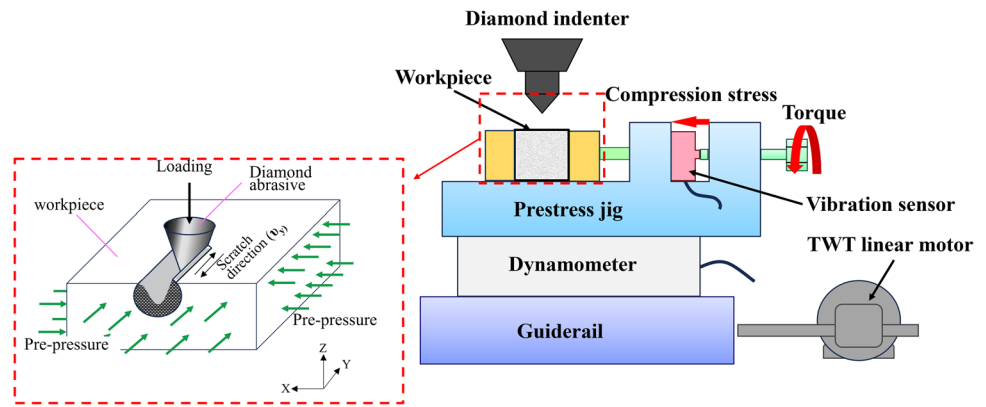 Diamond indenter
Workpiece
Compression stress
Torque
Prestress jig
Vibration sensor
TWT linear motor
Dynamometer
Guiderail
Loading
Diamond
abrasive
workpiece
Scratch
direction (υy)
Pre-pressure
Pre-pressure
Z
Y
X